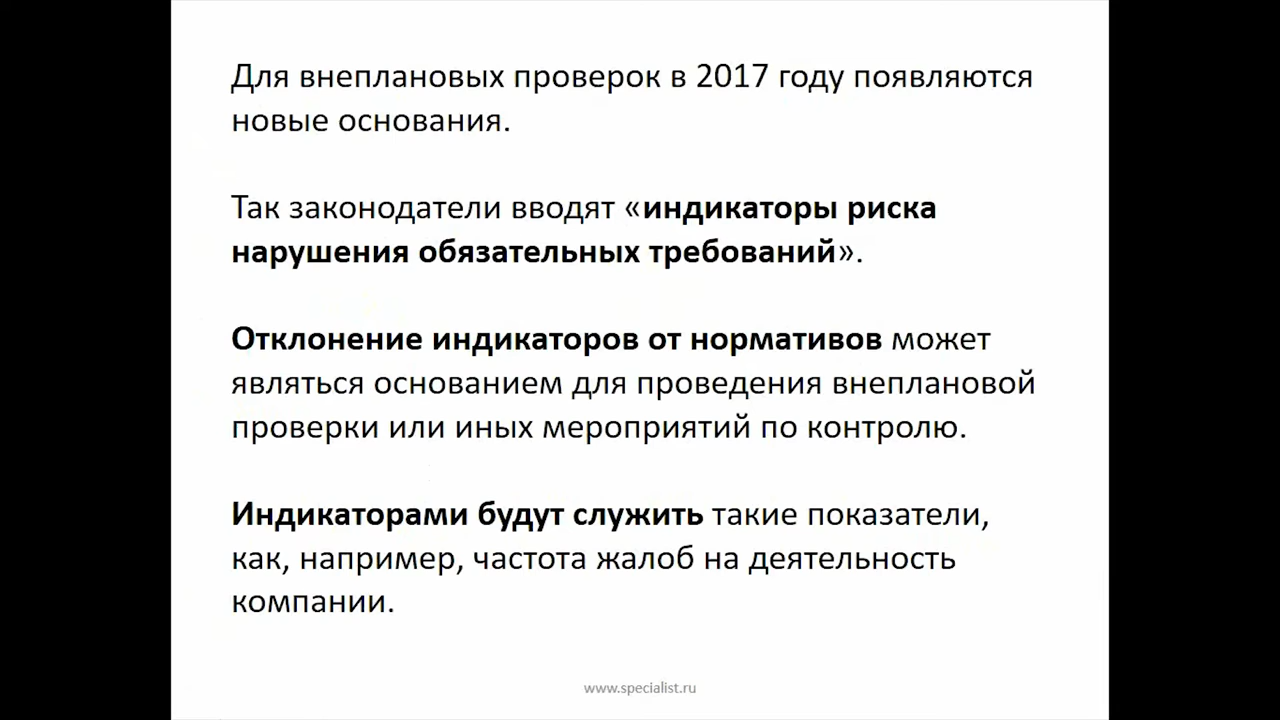 Для внеплановых проверок в 2017 году появляются
новые основания.
Так законодатели вводят «индикаторы риска
нарушения обязательных требований».
Отклонение индикаторов от нормативов может
являться основанием для проведения внеплановой
проверки или иных мероприятий по контролю.
Индикаторами будут служить такие показатели,
как, например, частота жалоб на деятельность
компании.
www.specialist.ru